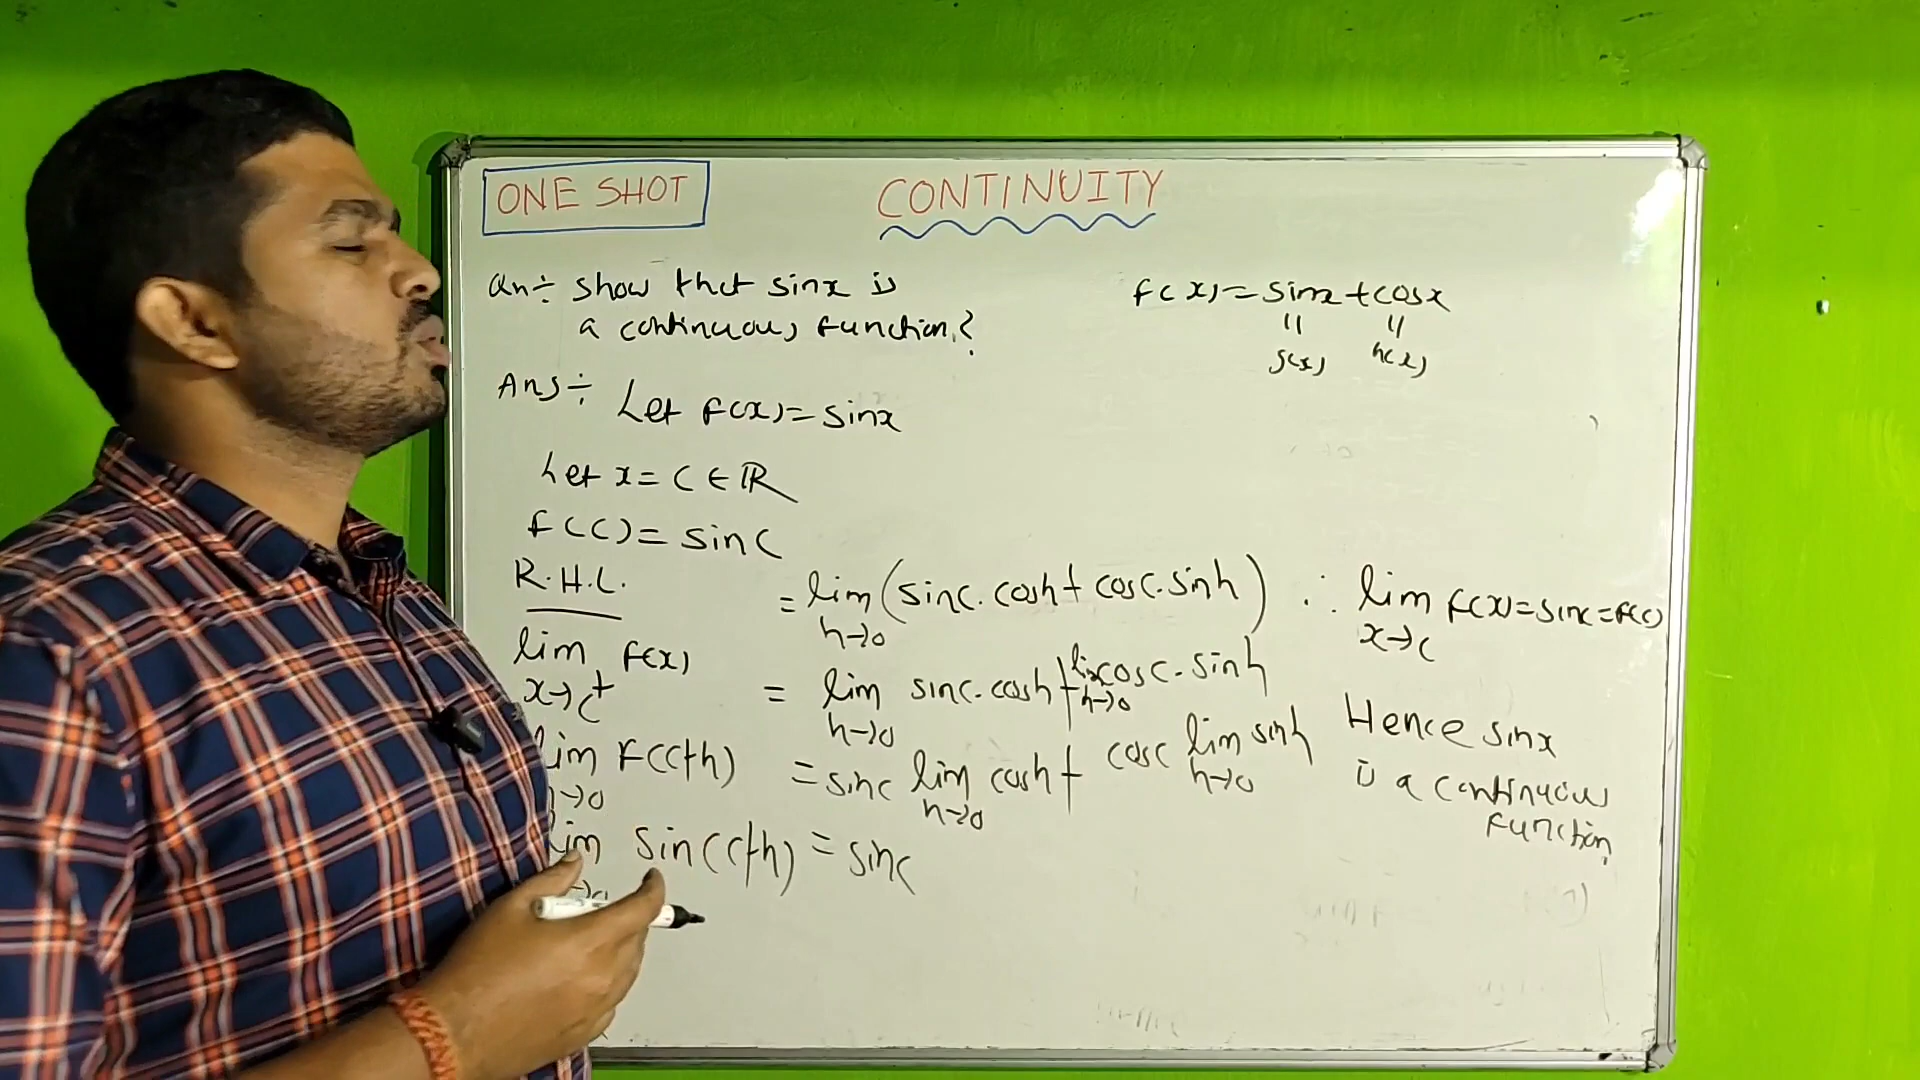 ONE SHOT
CONTINUITY
Qn÷ show that sinx is
a continuous function?
Ans÷ Let f(x)=sinx
Let x=c∈ℝ
f(c)=sinc
R.H.L.
lim f(x)
x→c⁺
lim f(c+h)
h→0
lim sin(c+h) = sinc
=lim(sinc.cosh+cosc.sinh)
h→0
= lim sinc.cosh+lim cosc.sinh
h→0 h→0
=sinc lim cosh+ cosc lim sinh
h→0 h→0
f(x)=sinx+cosx
|| ||
g(x) h(x)
∴ lim f(x)=sinc=f(c)
x→c
Hence sinx
is a continuous
function